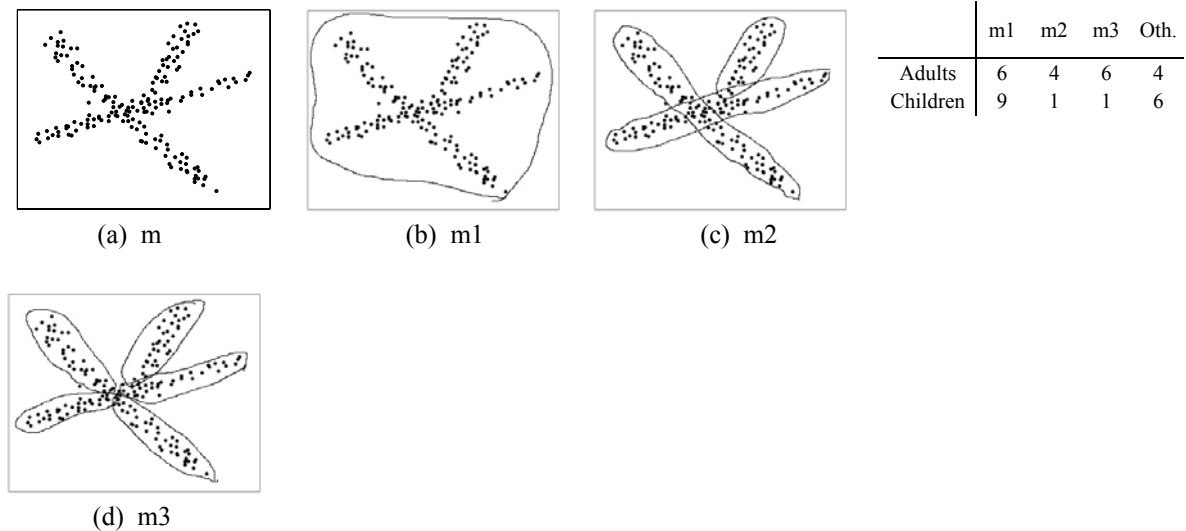 m1 m2 m3 Oth.
Adults 6 4 6 4
Children 9 1 1 6
(a) m
(b) m1
(c) m2
(d) m3